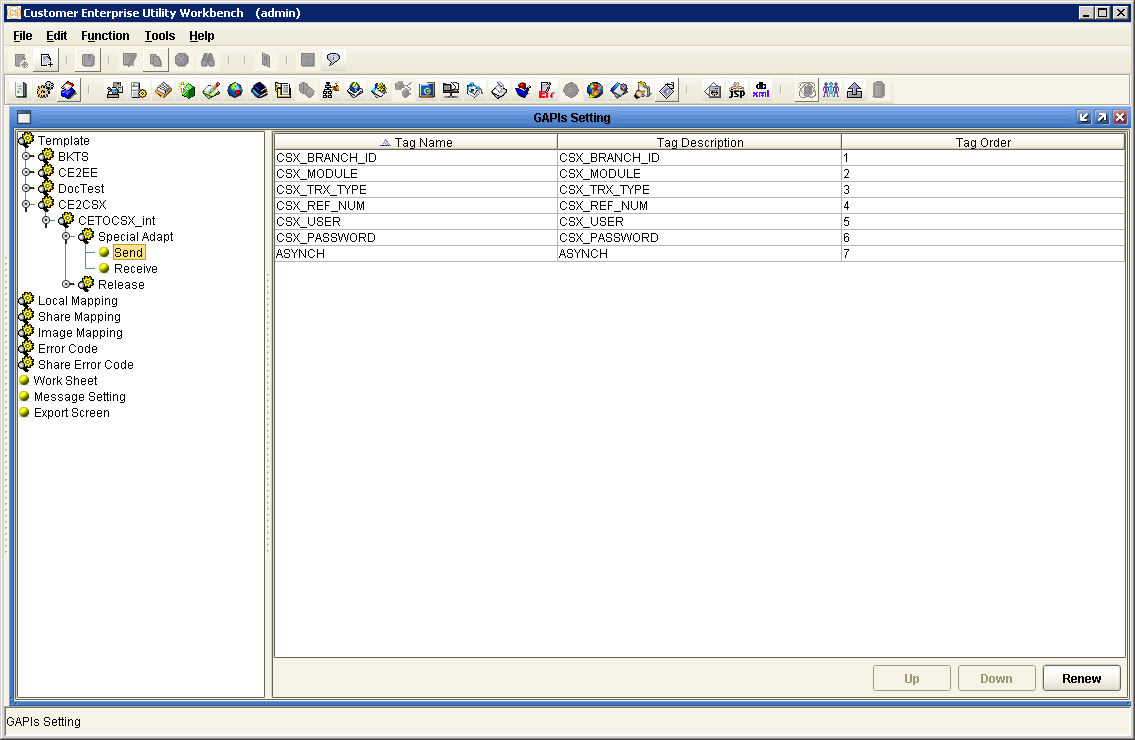 Customer Enterprise Utility Workbench (admin)
File Edit Function Tools Help
jsp
db
xml
GAPIs Setting
Template
BKTS
CE2EE
DocTest
CE2CSX
CETOCSX_int
Special Adapt
Send
Receive
Release
Local Mapping
Share Mapping
Image Mapping
Error Code
Share Error Code
Work Sheet
Message Setting
Export Screen
Tag Name Tag Description Tag Order
CSX_BRANCH_ID CSX_BRANCH_ID 1
CSX_MODULE CSX_MODULE 2
CSX_TRX_TYPE CSX_TRX_TYPE 3
CSX_REF_NUM CSX_REF_NUM 4
CSX_USER CSX_USER 5
CSX_PASSWORD CSX_PASSWORD 6
ASYNCH ASYNCH 7
Up Down Renew
GAPIs Setting